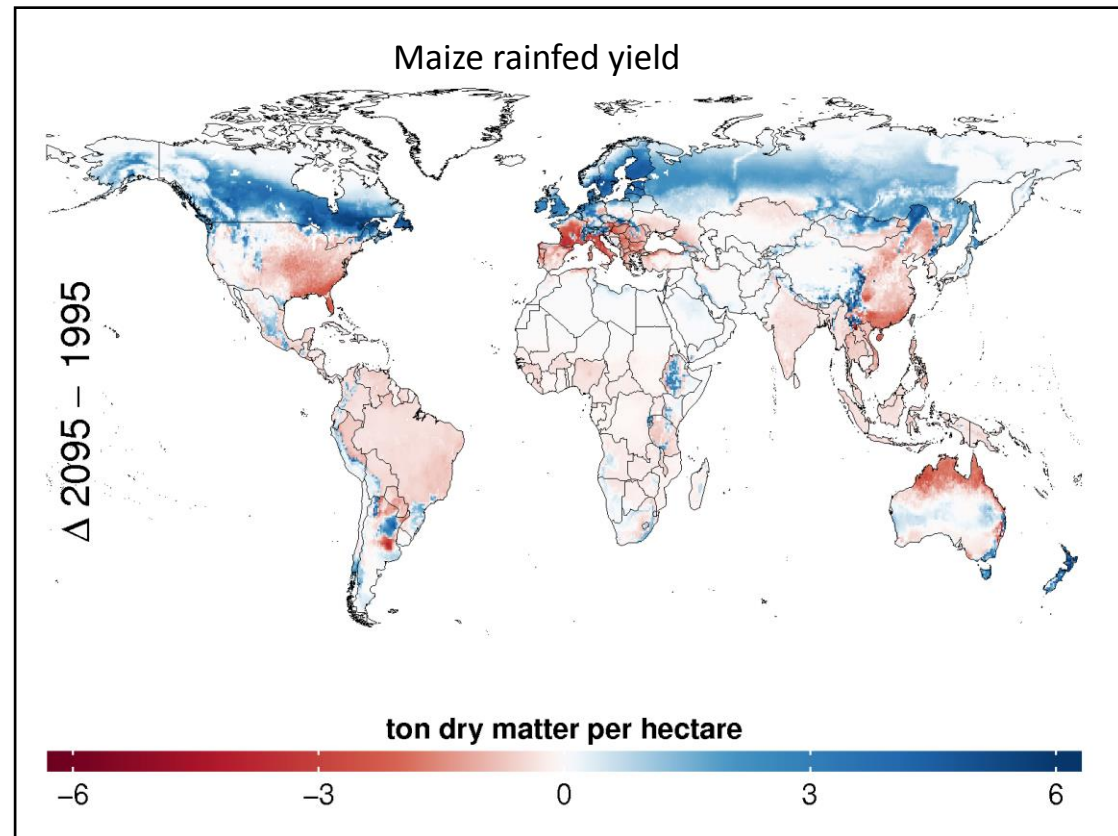 Maize rainfed yield
Δ 2095 − 1995
ton dry matter per hectare
−6 −3 0 3 6